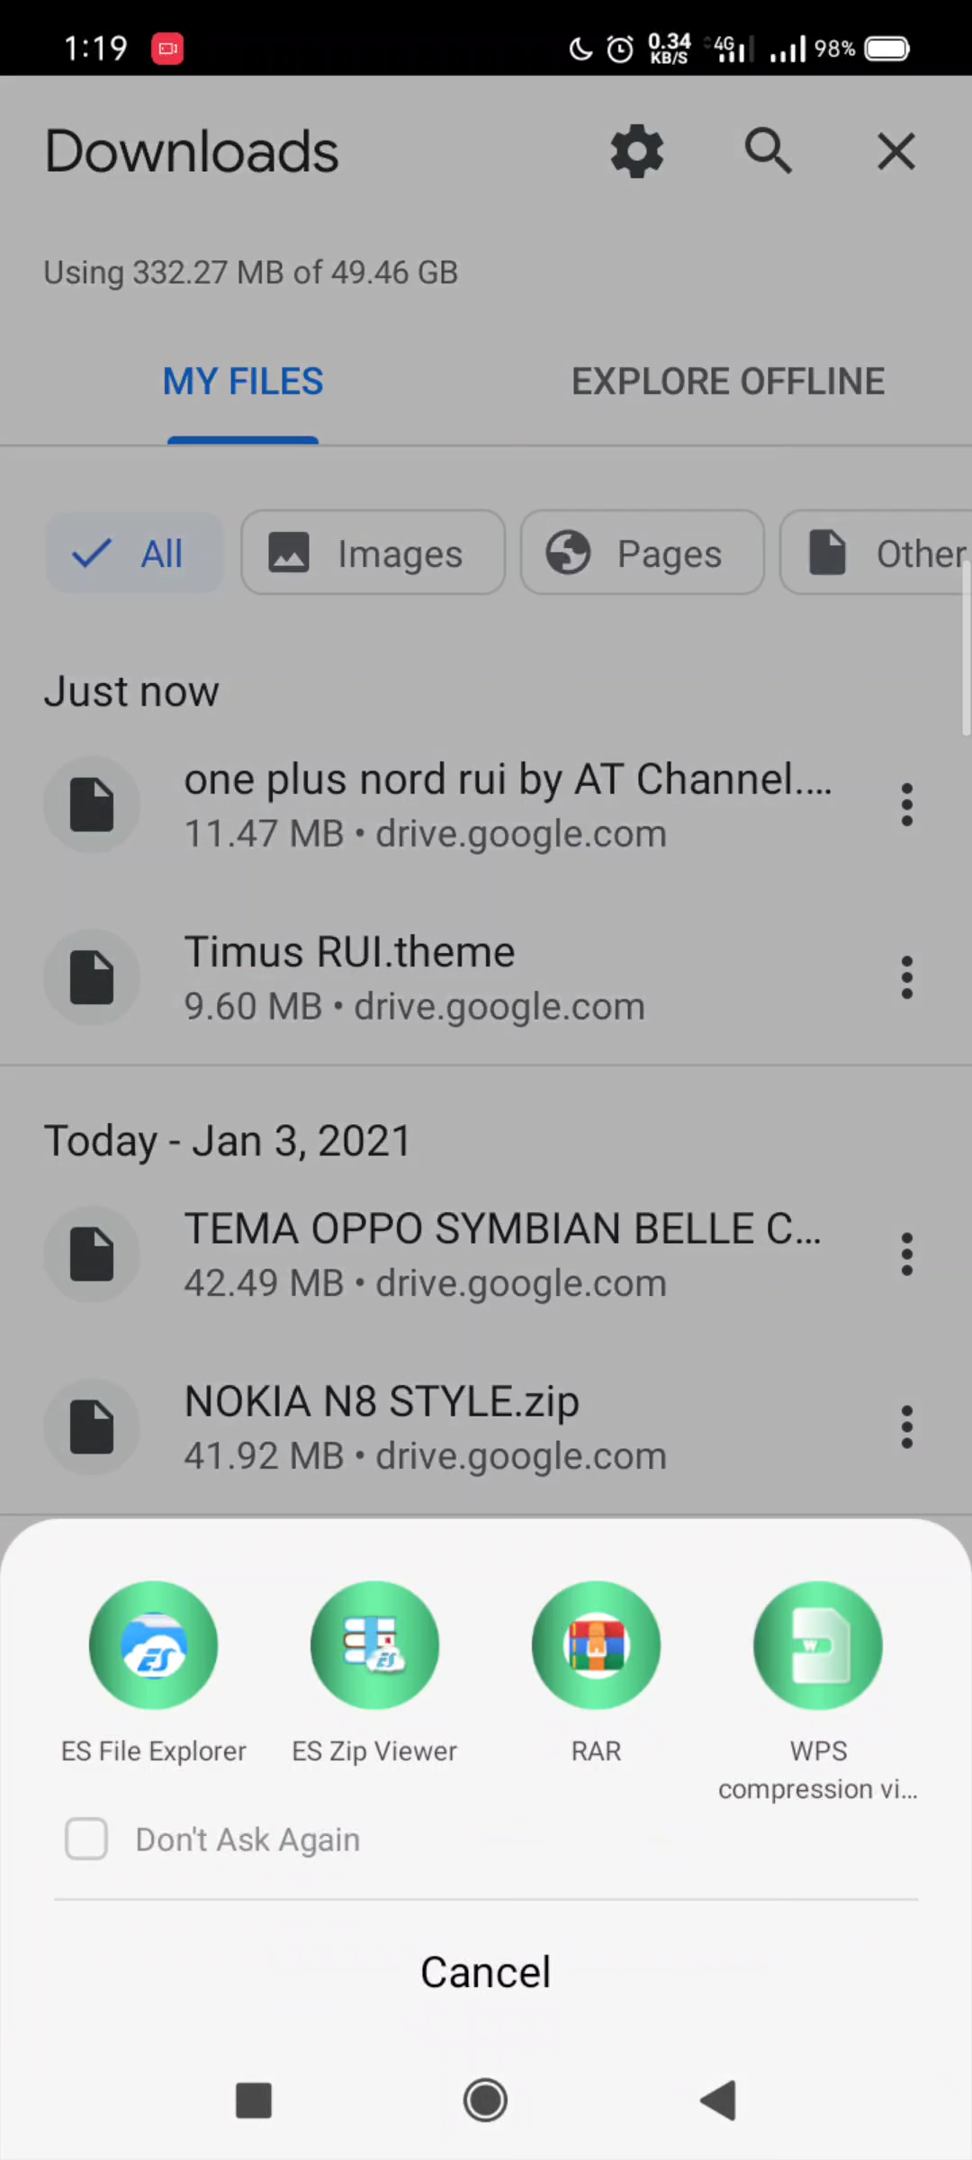 1:19
0.34
KB/S
4G
98%
Downloads
Using 332.27 MB of 49.46 GB
MY FILES
EXPLORE OFFLINE
All
Images
Pages
Other
Just now
one plus nord rui by AT Channel....
11.47 MB • drive.google.com
Timus RUI.theme
9.60 MB • drive.google.com
Today - Jan 3, 2021
TEMA OPPO SYMBIAN BELLE C...
42.49 MB • drive.google.com
NOKIA N8 STYLE.zip
41.92 MB • drive.google.com
ES
ES
W
ES File Explorer
ES Zip Viewer
RAR
WPS
compression vi...
Don't Ask Again
Cancel